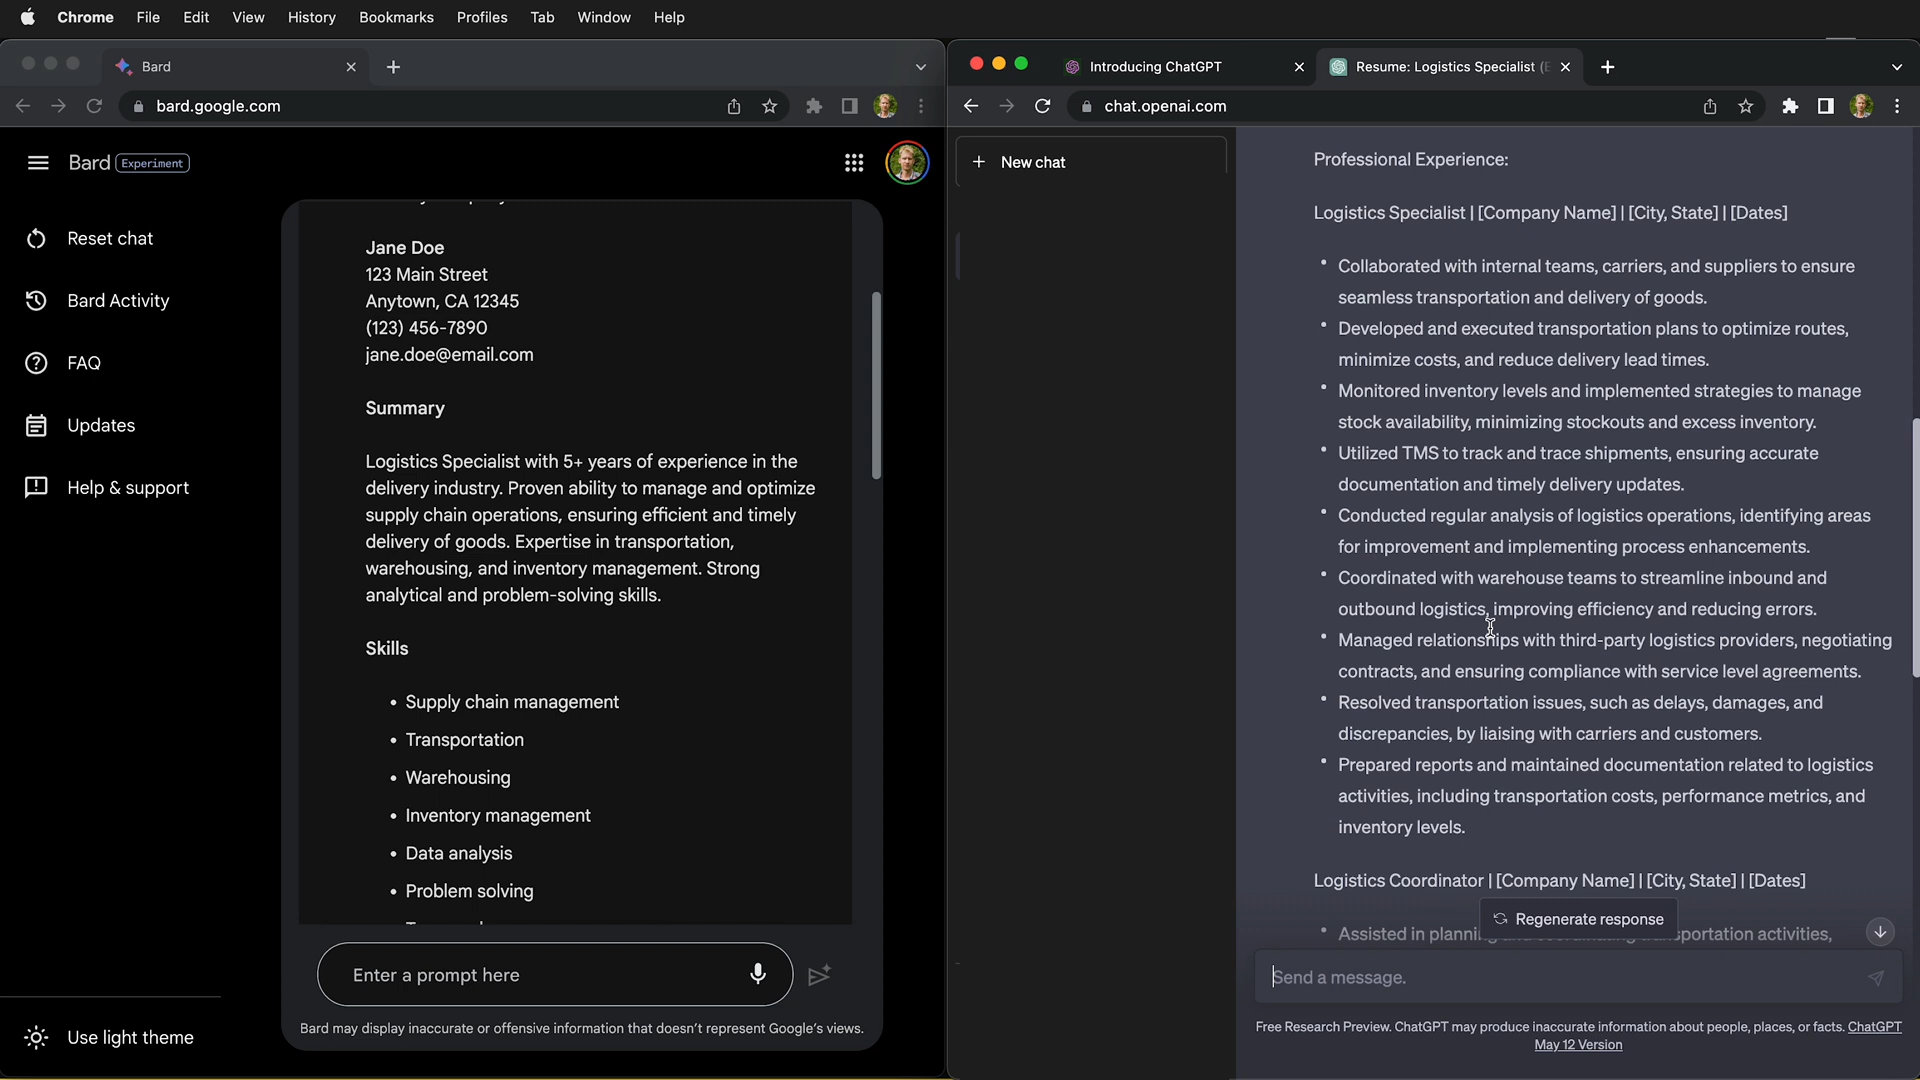 Chrome File Edit View History Bookmarks Profiles Tab Window Help
Bard
bard.google.com
Bard Experiment
Reset chat
Bard Activity
FAQ
Updates
Help & support
Use light theme
Jane Doe
123 Main Street
Anytown, CA 12345
(123) 456-7890
jane.doe@email.com
Summary
Logistics Specialist with 5+ years of experience in the
delivery industry. Proven ability to manage and optimize
supply chain operations, ensuring efficient and timely
delivery of goods. Expertise in transportation,
warehousing, and inventory management. Strong
analytical and problem-solving skills.
Skills
• Supply chain management
• Transportation
• Warehousing
• Inventory management
• Data analysis
• Problem solving
Enter a prompt here
Bard may display inaccurate or offensive information that doesn't represent Google's views.
Introducing ChatGPT
Resume: Logistics Specialist (E
chat.openai.com
+ New chat
Professional Experience:
Logistics Specialist | [Company Name] | [City, State] | [Dates]
• Collaborated with internal teams, carriers, and suppliers to ensure
seamless transportation and delivery of goods.
• Developed and executed transportation plans to optimize routes,
minimize costs, and reduce delivery lead times.
• Monitored inventory levels and implemented strategies to manage
stock availability, minimizing stockouts and excess inventory.
• Utilized TMS to track and trace shipments, ensuring accurate
documentation and timely delivery updates.
• Conducted regular analysis of logistics operations, identifying areas
for improvement and implementing process enhancements.
• Coordinated with warehouse teams to streamline inbound and
outbound logistics, improving efficiency and reducing errors.
• Managed relationships with third-party logistics providers, negotiating
contracts, and ensuring compliance with service level agreements.
• Resolved transportation issues, such as delays, damages, and
discrepancies, by liaising with carriers and customers.
• Prepared reports and maintained documentation related to logistics
activities, including transportation costs, performance metrics, and
inventory levels.
Logistics Coordinator | [Company Name] | [City, State] | [Dates]
Regenerate response
• Assisted in planning and coordinating transportation activities,
Send a message.
Free Research Preview. ChatGPT may produce inaccurate information about people, places, or facts. ChatGPT
May 12 Version